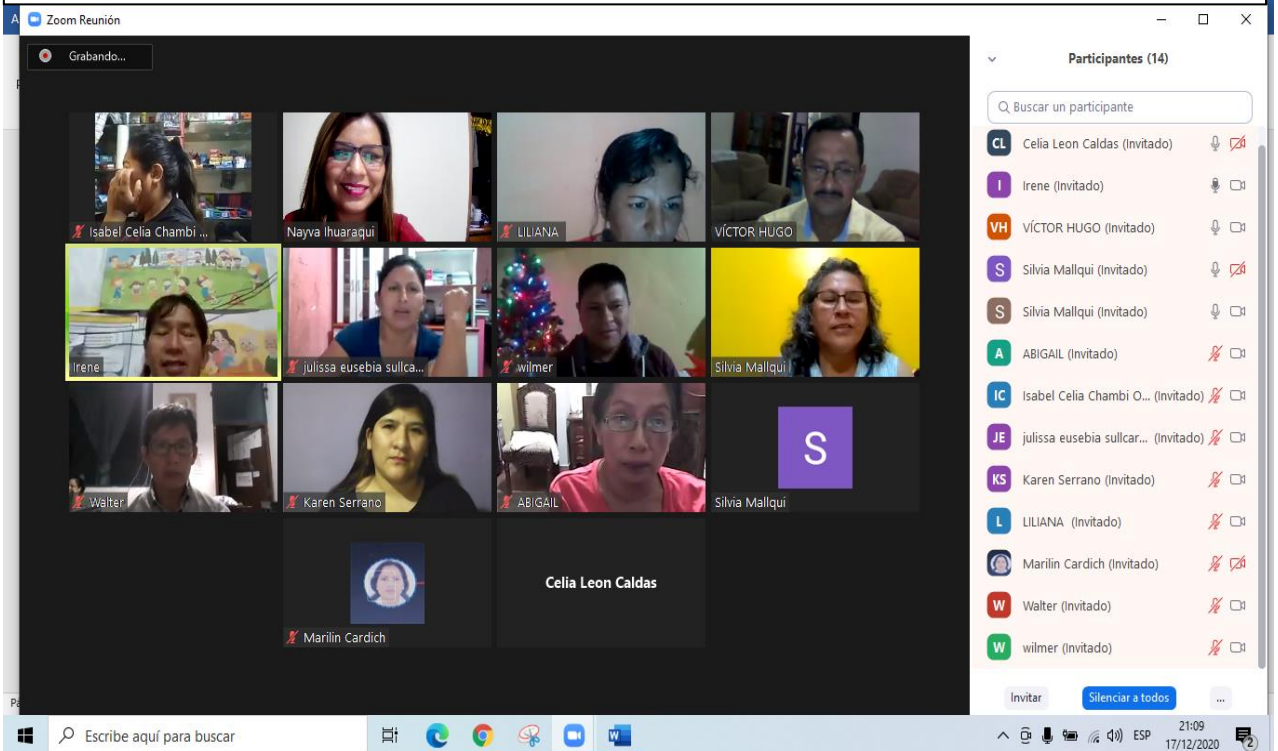 Zoom Reunión
Grabando...
Isabel Celia Chambi ...
Nayva Ihuaraqui
LILIANA
VÍCTOR HUGO
Irene
julissa eusebia sullca...
wilmer
Silvia Mallqui
Walter
Karen Serrano
ABIGAIL
S
Silvia Mallqui
Marilin Cardich
Celia Leon Caldas
Participantes (14)
Buscar un participante
CL Celia Leon Caldas (Invitado)
I Irene (Invitado)
VH VÍCTOR HUGO (Invitado)
S Silvia Mallqui (Invitado)
S Silvia Mallqui (Invitado)
A ABIGAIL (Invitado)
IC Isabel Celia Chambi O... (Invitado)
JE julissa eusebia sullcar... (Invitado)
KS Karen Serrano (Invitado)
L LILIANA (Invitado)
Marilin Cardich (Invitado)
W Walter (Invitado)
W wilmer (Invitado)
Invitar
Silenciar a todos
...
Escribe aquí para buscar
W
ESP
21:09
17/12/2020
2